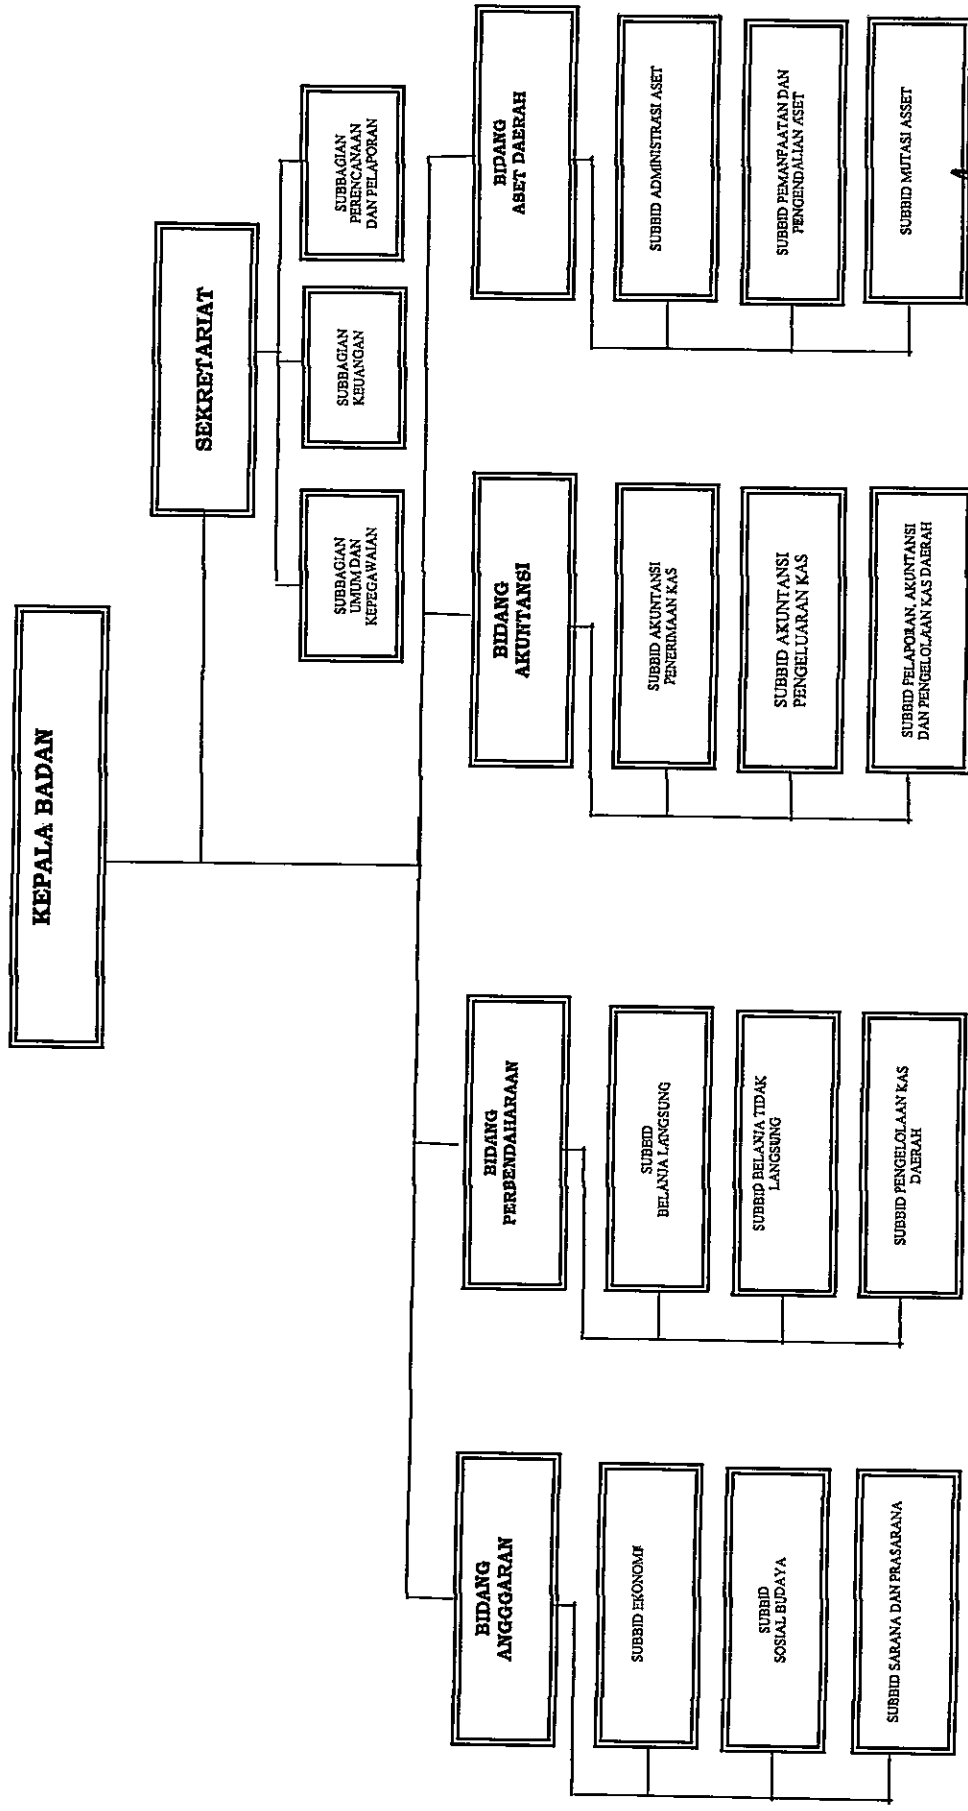 KEPALA BADAN
SEKRETARIAT
SUBBAGIAN
UMUM DAN
KEPEGAWAIAN
SUBBAGIAN
KEUANGAN
SUBBAGIAN
PERENCANAAN
DAN PELAPORAN
BIDANG
ANGGGARAN
SUBBID EKONOMI
SUBBID
SOSIAL BUDAYA
SUBBID SARANA DAN PRASARANA
BIDANG
PERBENDAHARAAN
SUBBID
BELANJA LANGSUNG
SUBBID BELANJA TIDAK
LANGSUNG
SUBBID PENGELOLAAN KAS
DAERAH
BIDANG
AKUNTANSI
SUBBID AKUNTANSI
PENERIMAAN KAS
SUBBID AKUNTANSI
PENGELUARAN KAS
SUBBID PELAPORAN, AKUNTANSI
DAN PENGELOLAAN KAS DAERAH
BIDANG
ASET DAERAH
SUBBID ADMINISTRASI ASET
SUBBID PEMANFAATAN DAN
PENGENDALIAN ASET
SUBBID MUTASI ASSET